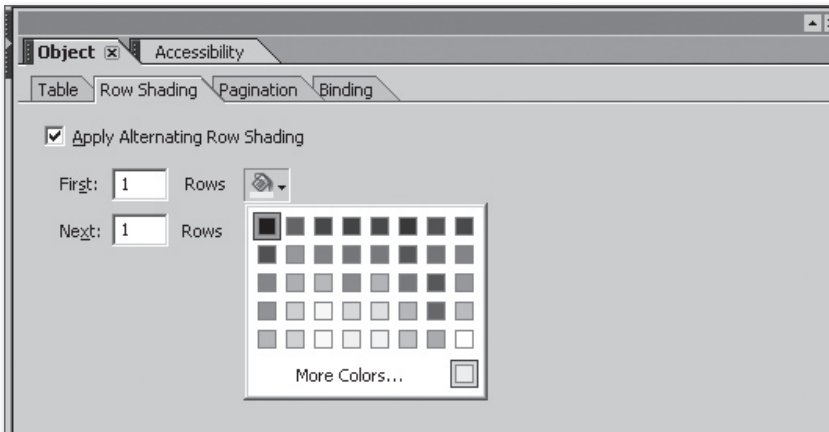 Object Accessibility
Table Row Shading Pagination Binding
Apply Alternating Row Shading
First: 1 Rows
Next: 1 Rows
More Colors...